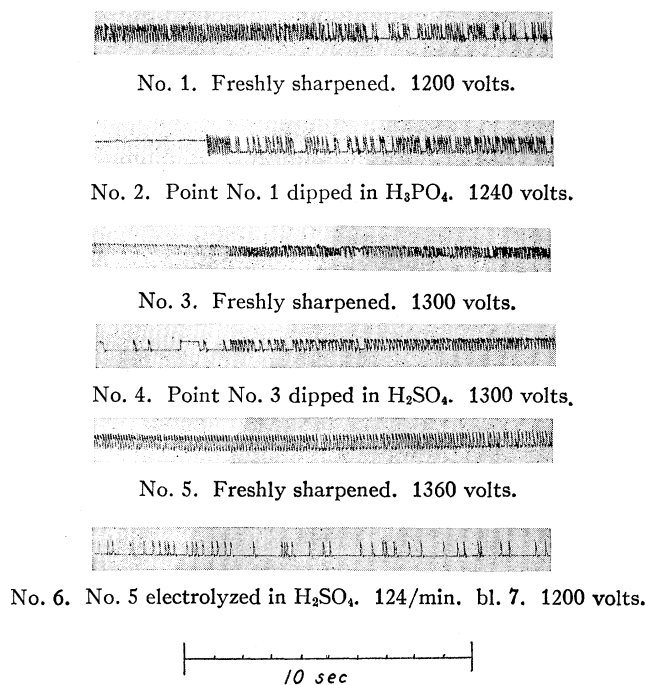 No. 1. Freshly sharpened. 1200 volts.
No. 2. Point No. 1 dipped in H₃PO₄. 1240 volts.
No. 3. Freshly sharpened. 1300 volts.
No. 4. Point No. 3 dipped in H₂SO₄. 1300 volts.
No. 5. Freshly sharpened. 1360 volts.
No. 6. No. 5 electrolyzed in H₂SO₄. 124/min. bl. 7. 1200 volts.
10 sec